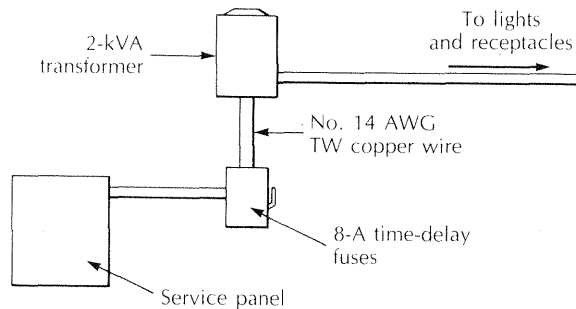 To lights
and receptacles
2-kVA
transformer
No. 14 AWG
TW copper wire
8-A time-delay
fuses
Service panel